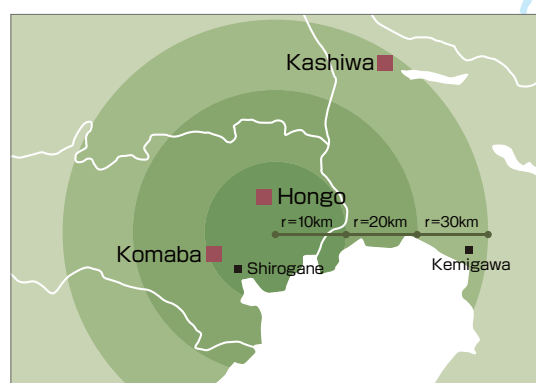 Kashiwa
Hongo
r=10km
r=20km
r=30km
Komaba
Shirogane
Kemigawa